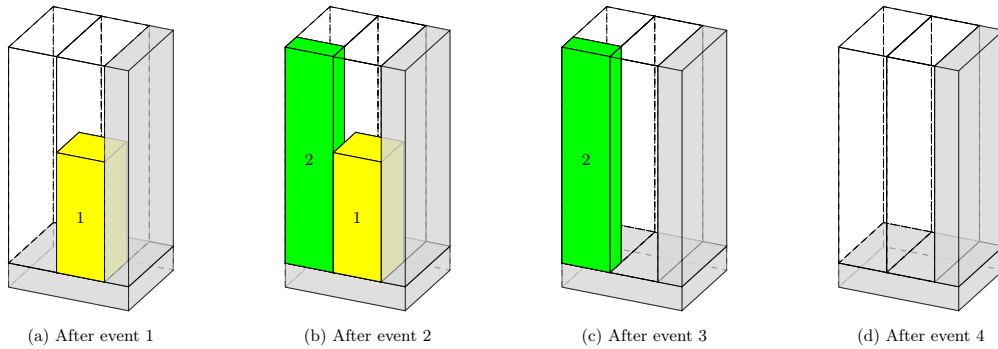 1
2
1
2
(a) After event 1
(b) After event 2
(c) After event 3
(d) After event 4